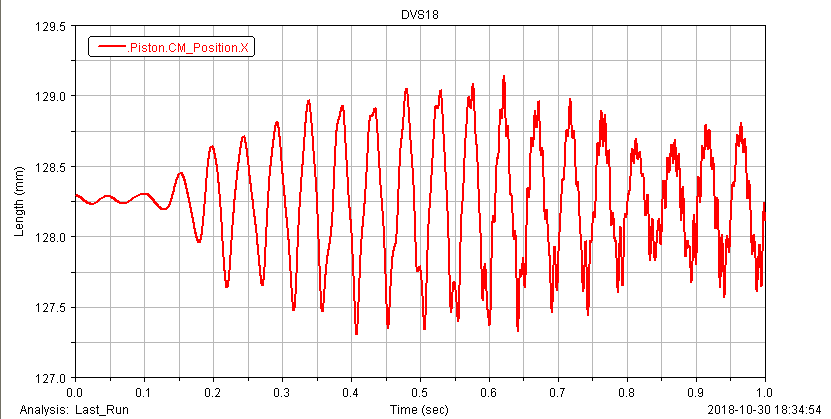 DVS18
129.5
.Piston.CM_Position.X
129.0
128.5
128.0
127.5
127.0
Length (mm)
0.0 0.1 0.2 0.3 0.4 0.5 0.6 0.7 0.8 0.9 1.0
Analysis: Last_Run Time (sec) 2018-10-30 18:34:54